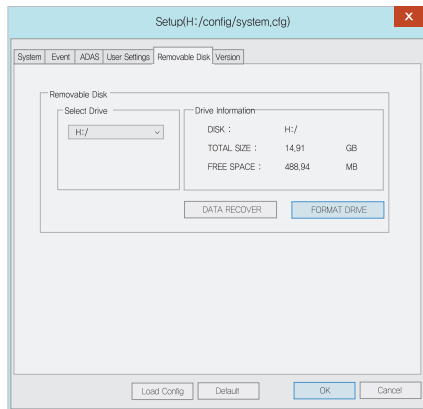 Setup(H:/config/system,cfg)
x
System Event ADAS User Settings Removable Disk Version
Removable Disk
Select Drive
H:/
Drive Information
DISK : H:/
TOTAL SIZE : 14,91 GB
FREE SPACE : 488,94 MB
DATA RECOVER FORMAT DRIVE
Load Config Default OK Cancel